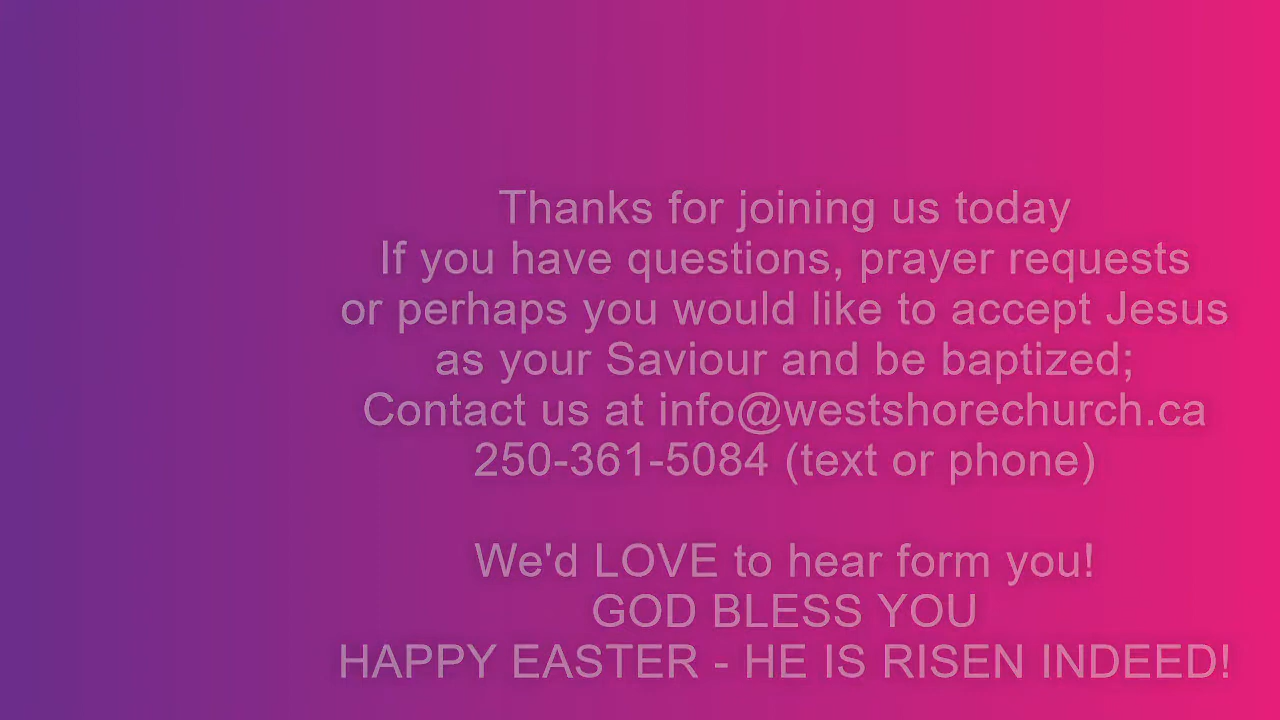 Thanks for joining us today
If you have questions, prayer requests
or perhaps you would like to accept Jesus
as your Saviour and be baptized;
Contact us at info@westshorechurch.ca
250-361-5084 (text or phone)
We'd LOVE to hear form you!
GOD BLESS YOU
HAPPY EASTER - HE IS RISEN INDEED!